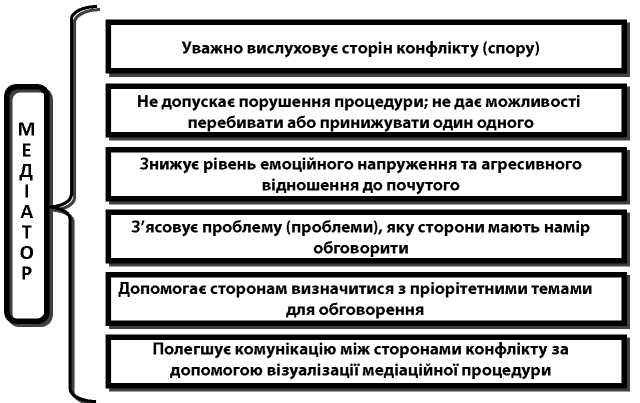 МЕДІАТОР
Уважно вислуховує сторін конфлікту (спору)
Не допускає порушення процедури; не дає можливості
перебивати або принижувати один одного
Знижує рівень емоційного напруження та агресивного
відношення до почутого
З’ясовує проблему (проблеми), яку сторони мають намір
обговорити
Допомогає сторонам визначитися з пріорітетними темами
для обговорення
Полегшує комунікацію між сторонами конфлікту за
допомогою візуалізації медіаційної процедури